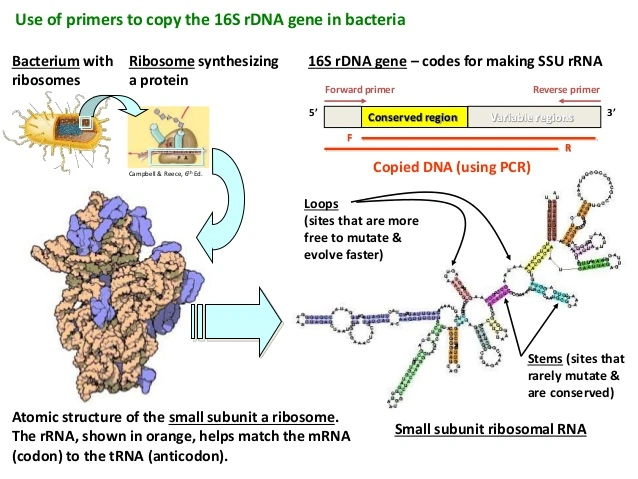 Use of primers to copy the 16S rDNA gene in bacteria
Bacterium with
ribosomes
Ribosome synthesizing
a protein
Campbell & Reece, 6th Ed.
16S rDNA gene – codes for making SSU rRNA
Forward primer
Reverse primer
5’
Conserved region
Variable regions
3’
F
R
Copied DNA (using PCR)
Loops
(sites that are more
free to mutate &
evolve faster)
Stems (sites that
rarely mutate &
are conserved)
Small subunit ribosomal RNA
Atomic structure of the small subunit a ribosome.
The rRNA, shown in orange, helps match the mRNA
(codon) to the tRNA (anticodon).